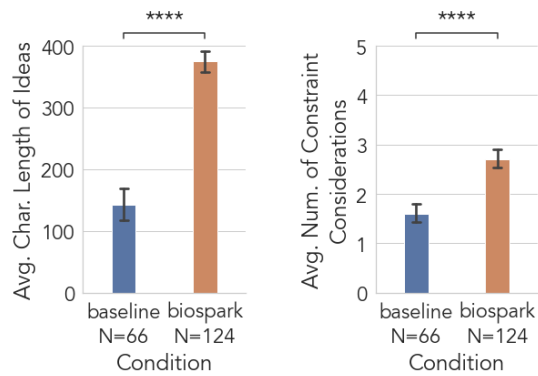 ****
Avg. Char. Length of Ideas
400
300
200
100
0
baseline biospark
N=66 N=124
Condition
****
Avg. Num. of Constraint
Considerations
5
4
3
2
1
0
baseline biospark
N=66 N=124
Condition